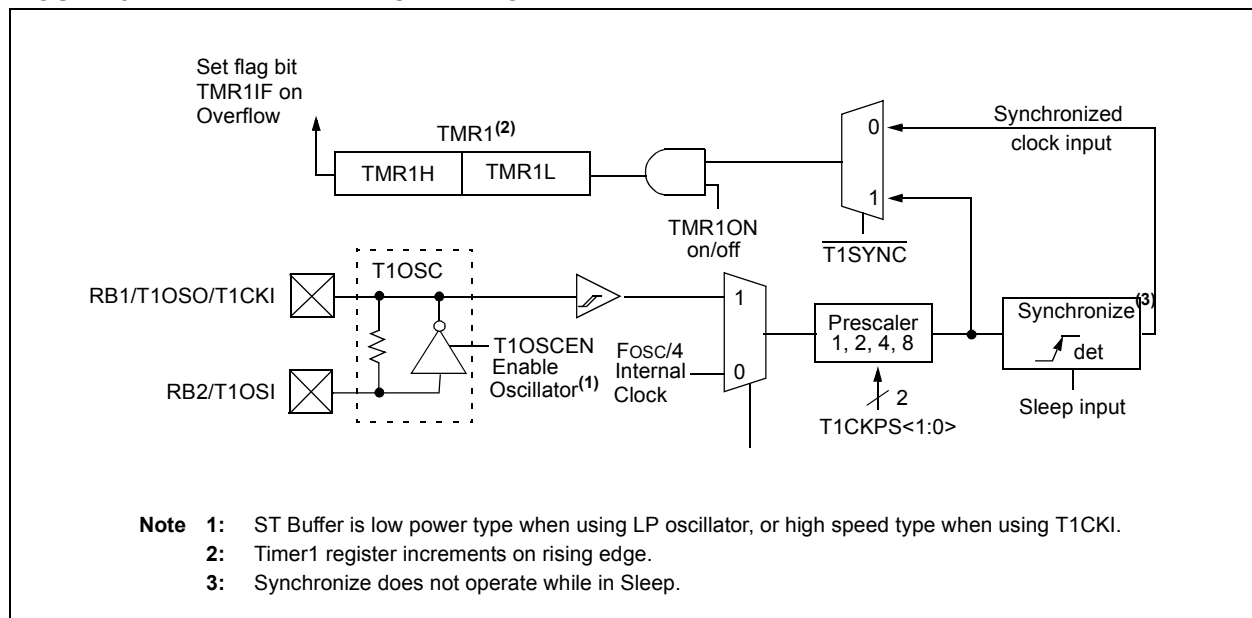 Set flag bit
TMR1IF on
Overflow
TMR1(2)
TMR1H
TMR1L
TMR1ON
on/off
0
1
T1SYNC
Synchronized
clock input
RB1/T1OSO/T1CKI
RB2/T1OSI
T1OSC
T1OSCEN
Enable
Oscillator(1)
FOSC/4
Internal
Clock
1
0
Prescaler
1, 2, 4, 8
2
T1CKPS<1:0>
Synchronize(3)
det
Sleep input
Note 1: ST Buffer is low power type when using LP oscillator, or high speed type when using T1CKI.
2: Timer1 register increments on rising edge.
3: Synchronize does not operate while in Sleep.